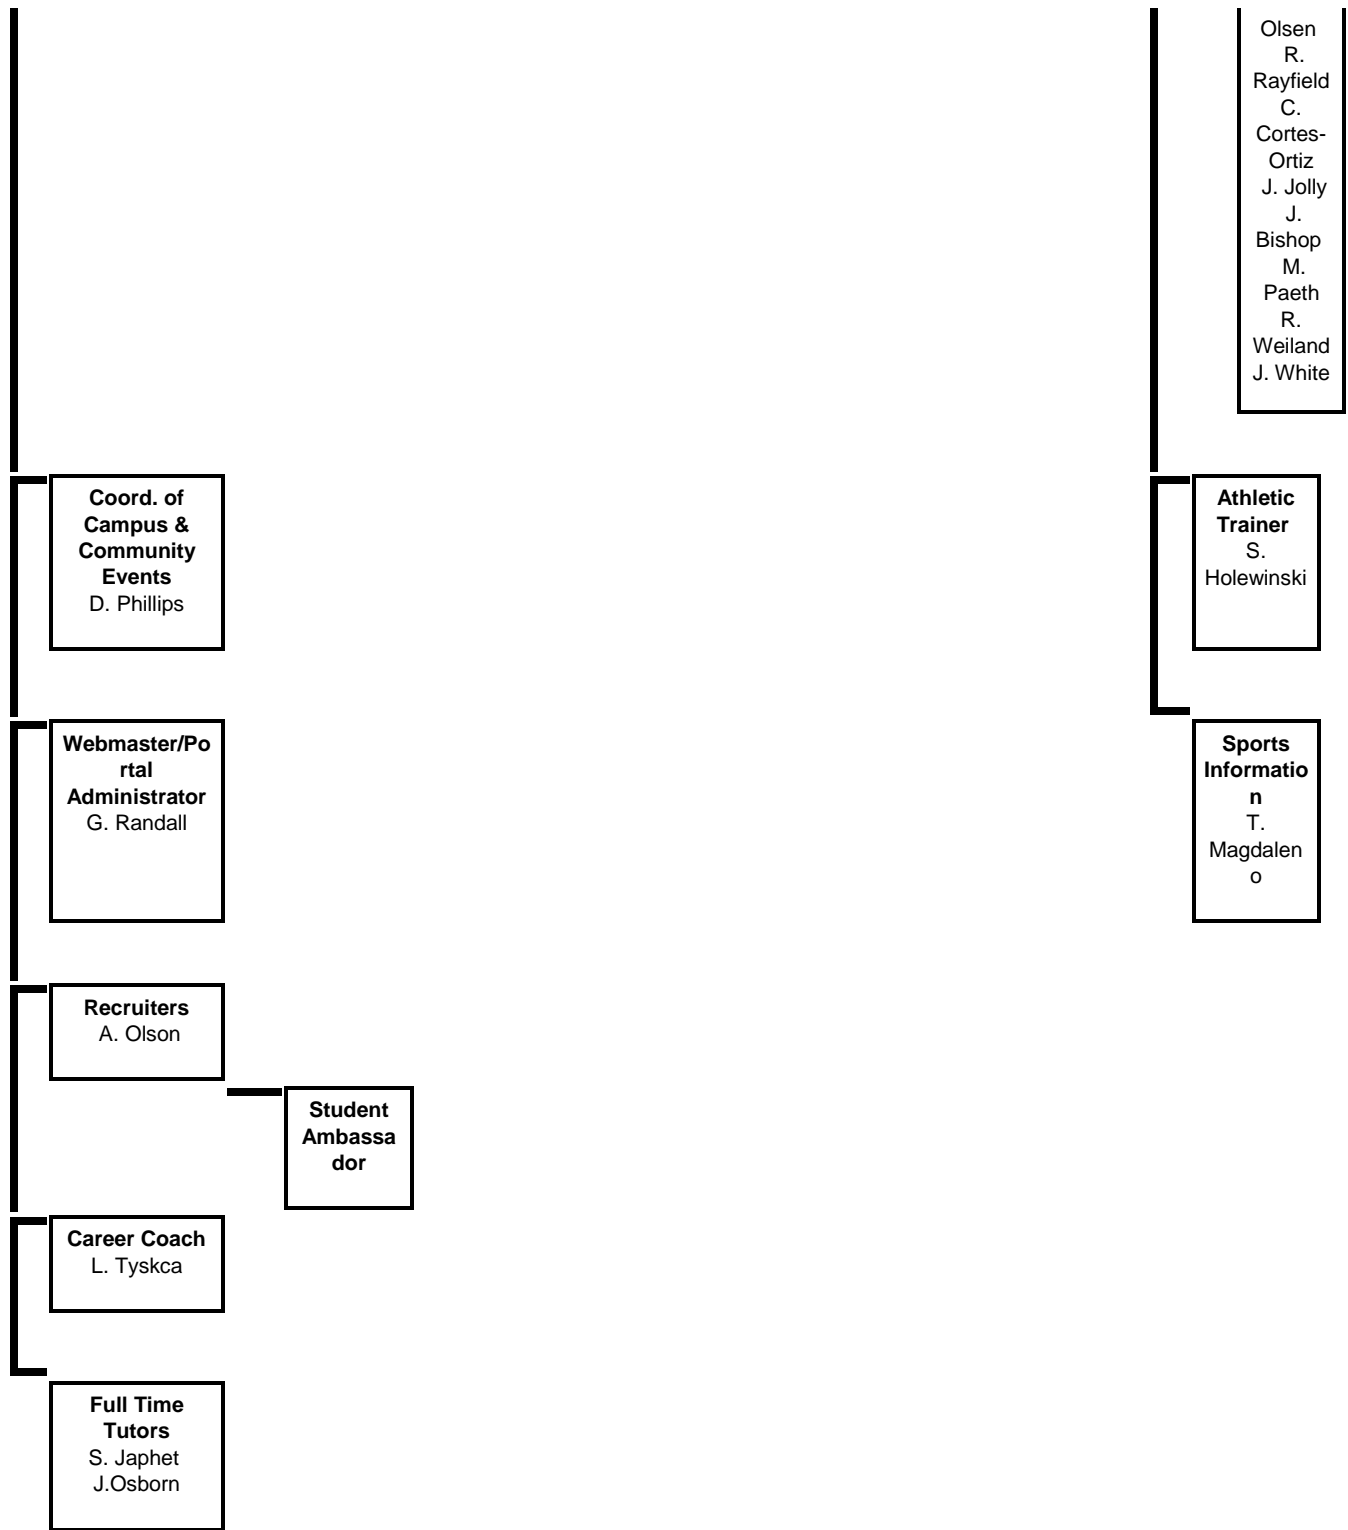 Olsen
R.
Rayfield
C.
Cortes-
Ortiz
J. Jolly
J.
Bishop
M.
Paeth
R.
Weiland
J. White
Coord. of
Campus &
Community
Events
D. Phillips
Athletic
Trainer
S.
Holewinski
Webmaster/Po
rtal
Administrator
G. Randall
Sports
Informatio
n
T.
Magdalen
o
Recruiters
A. Olson
Student
Ambassa
dor
Career Coach
L. Tyskca
Full Time
Tutors
S. Japhet
J.Osborn